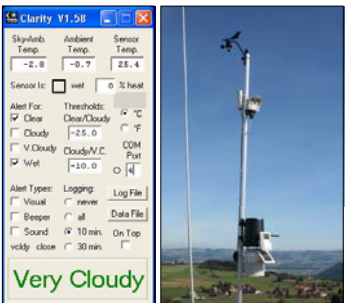 Clarity V1.58
Sky-Amb. Temp. Ambient Temp. Sensor Temp.
-2.8 -0.7 25.4
Sensor Is: wet 0 % heat
Alert For: Thresholds:
Clear Clear/Cloudy °C
Cloudy -25.0 °F
V.Cloudy Cloudy/V.C. COM Port
Wet -10.0 4
Alert Types: Logging: Log File
Visual never
Beeper all Data File
Sound 10 min. On Top
vcldy close 30 min.
Very Cloudy